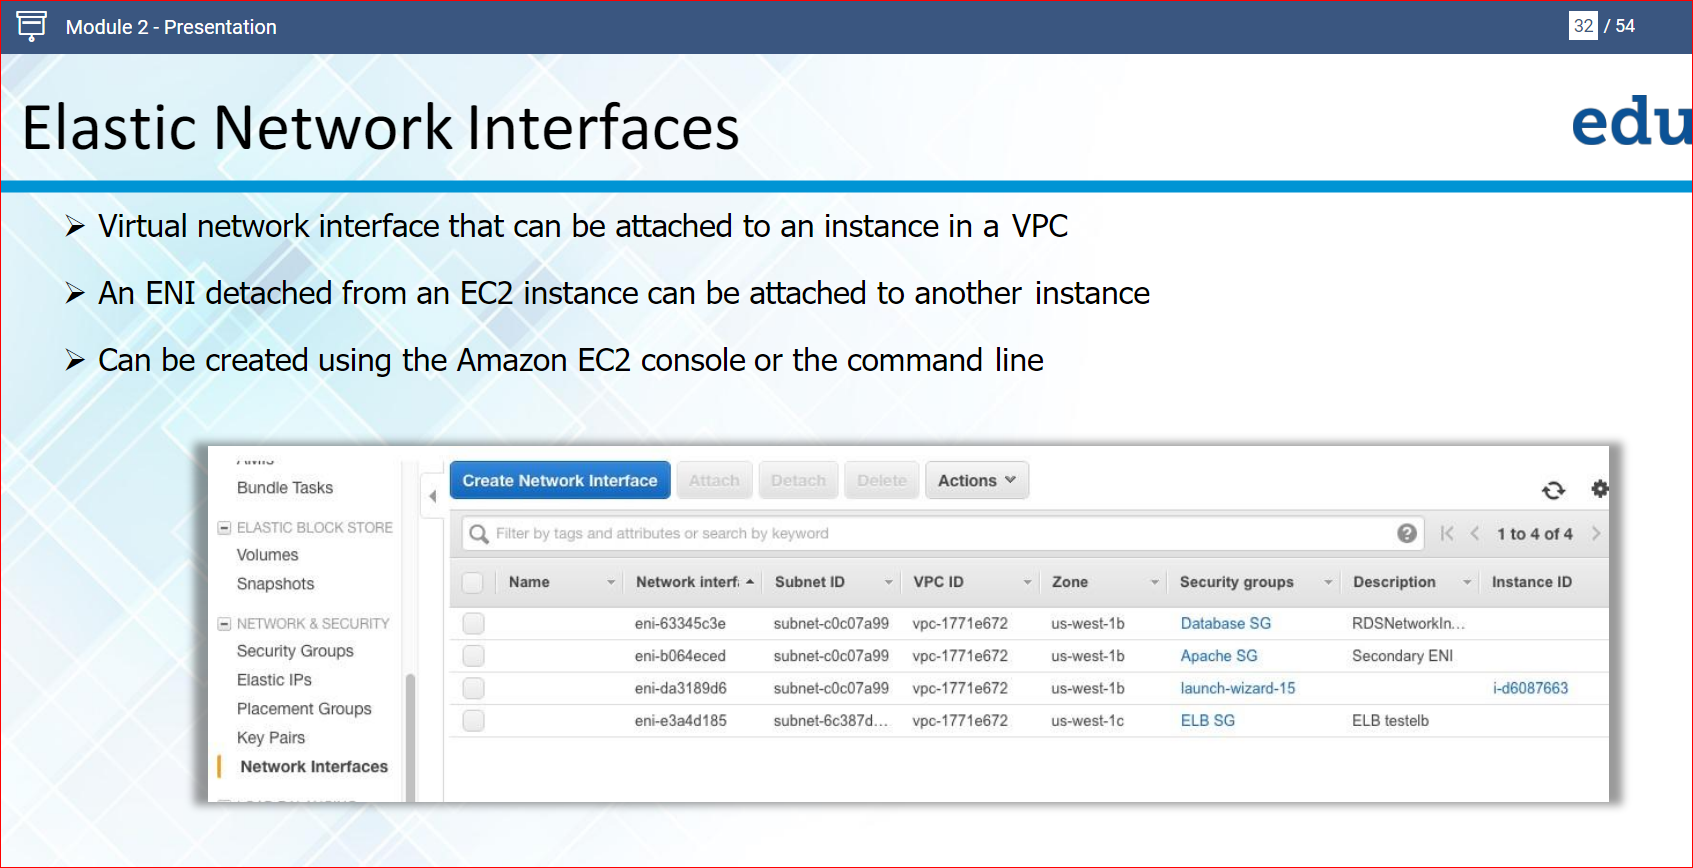 Module 2 - Presentation
32 / 54
Elastic Network Interfaces
edu
Virtual network interface that can be attached to an instance in a VPC
An ENI detached from an EC2 instance can be attached to another instance
Can be created using the Amazon EC2 console or the command line
AMIs
Bundle Tasks
ELASTIC BLOCK STORE
Volumes
Snapshots
NETWORK & SECURITY
Security Groups
Elastic IPs
Placement Groups
Key Pairs
Network Interfaces
Create Network Interface Attach Detach Delete Actions
Filter by tags and attributes or search by keyword
1 to 4 of 4
Name Network interf Subnet ID VPC ID Zone Security groups Description Instance ID
eni-63345c3e subnet-c0c07a99 vpc-1771e672 us-west-1b Database SG RDSNetworkIn...
eni-b064eced subnet-c0c07a99 vpc-1771e672 us-west-1b Apache SG Secondary ENI
eni-da3189d6 subnet-c0c07a99 vpc-1771e672 us-west-1b launch-wizard-15 i-d6087663
eni-e3a4d185 subnet-6c387d... vpc-1771e672 us-west-1c ELB SG ELB testelb